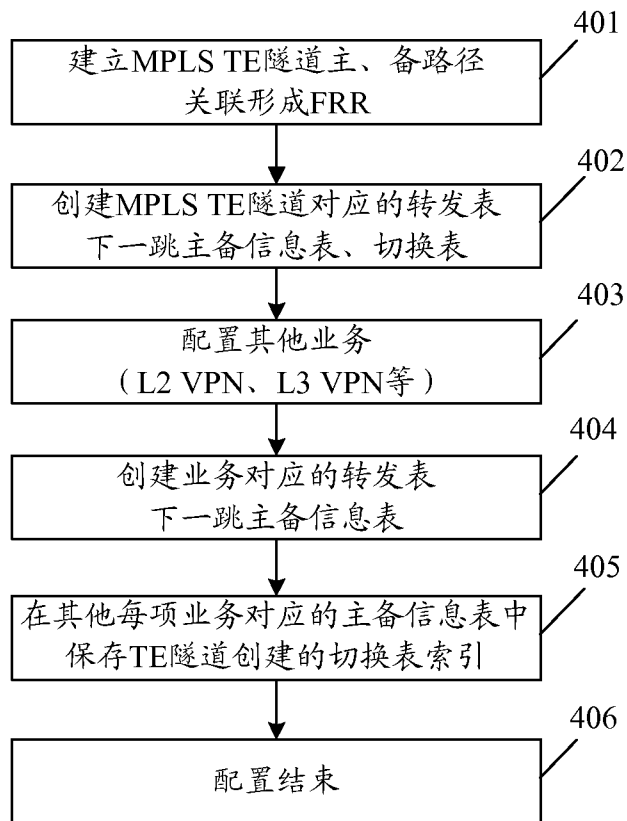 401
建立MPLS TE隧道主、备路径
关联形成FRR
402
创建MPLS TE隧道对应的转发表
下一跳主备信息表、切换表
403
配置其他业务
（L2 VPN、L3 VPN等）
404
创建业务对应的转发表
下一跳主备信息表
405
在其他每项业务对应的主备信息表中
保存TE隧道创建的切换表索引
406
配置结束